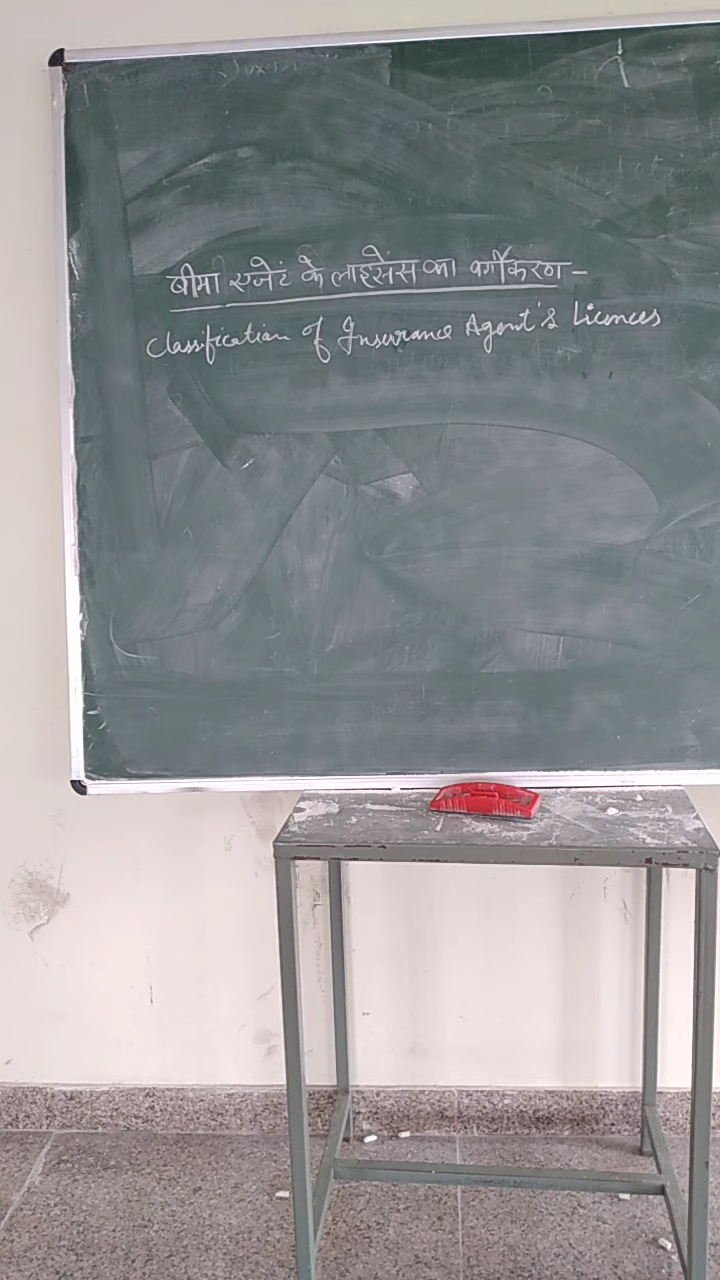 बीमा एजेंट के लाइसेंस का वर्गीकरण -
Classification of Insurance Agent's Licences